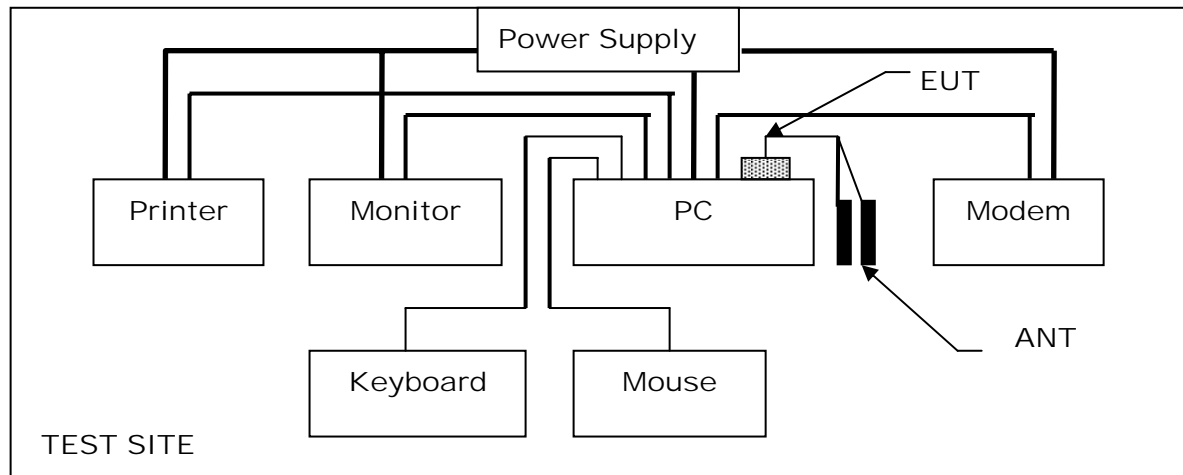 Power Supply
EUT
Printer
Monitor
PC
Modem
ANT
Keyboard
Mouse
TEST SITE